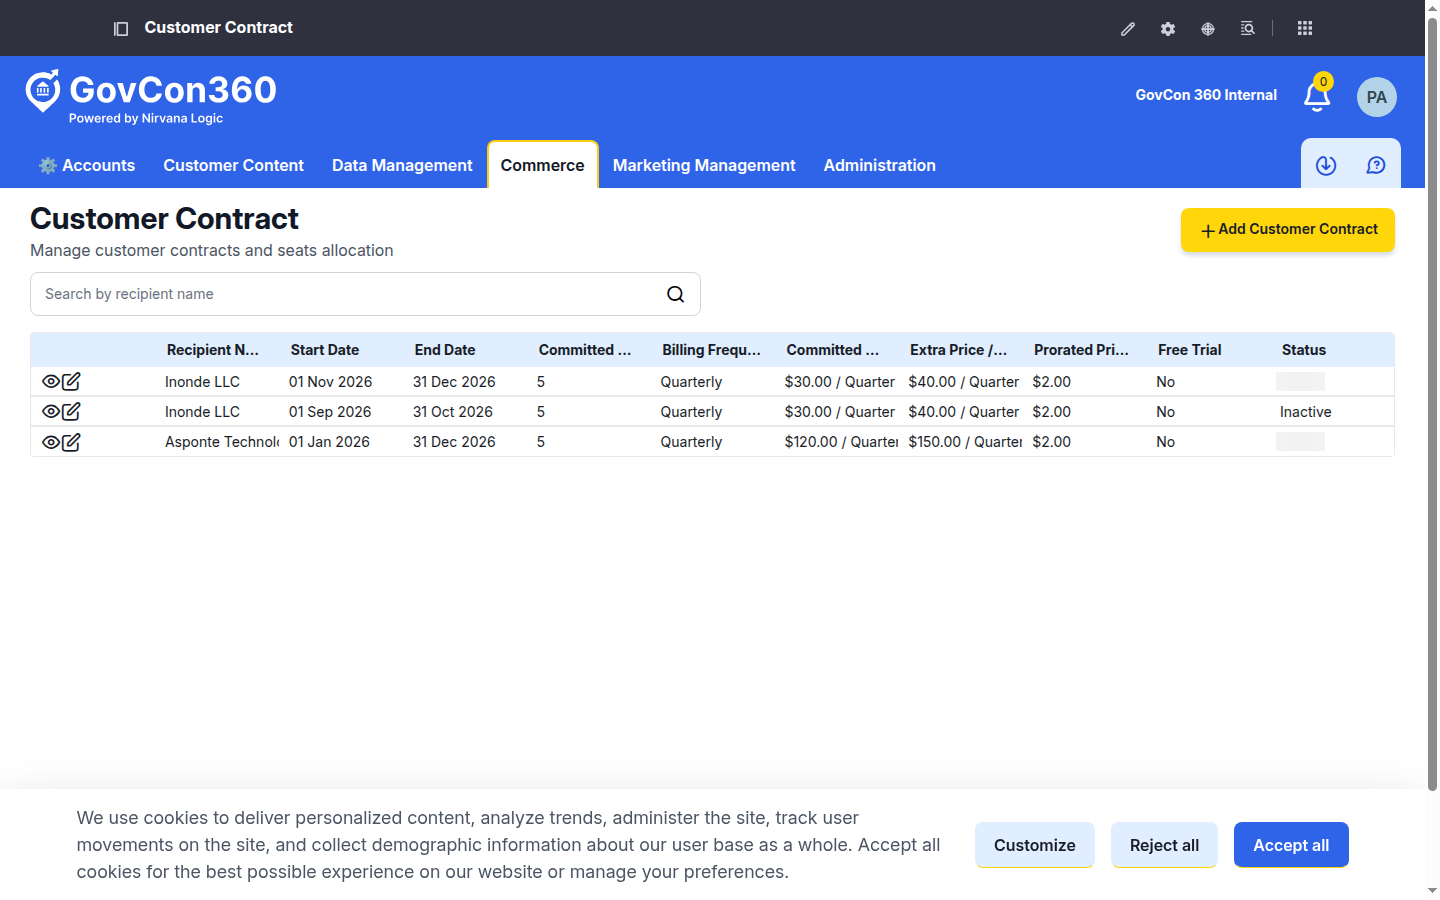 Customer Contract
GovCon360
Powered by Nirvana Logic
GovCon 360 Internal
0
PA
Accounts
Customer Content
Data Management
Commerce
Marketing Management
Administration
Customer Contract
Manage customer contracts and seats allocation
Add Customer Contract
Search by recipient name
Recipient N... Start Date End Date Committed ... Billing Frequ... Committed ... Extra Price /... Prorated Pri... Free Trial Status
Inonde LLC 01 Nov 2026 31 Dec 2026 5 Quarterly $30.00 / Quarter $40.00 / Quarter $2.00 No
Inonde LLC 01 Sep 2026 31 Oct 2026 5 Quarterly $30.00 / Quarter $40.00 / Quarter $2.00 No Inactive
Asponte Technolo 01 Jan 2026 31 Dec 2026 5 Quarterly $120.00 / Quarter $150.00 / Quarter $2.00 No
We use cookies to deliver personalized content, analyze trends, administer the site, track user
movements on the site, and collect demographic information about our user base as a whole. Accept all
cookies for the best possible experience on our website or manage your preferences.
Customize
Reject all
Accept all